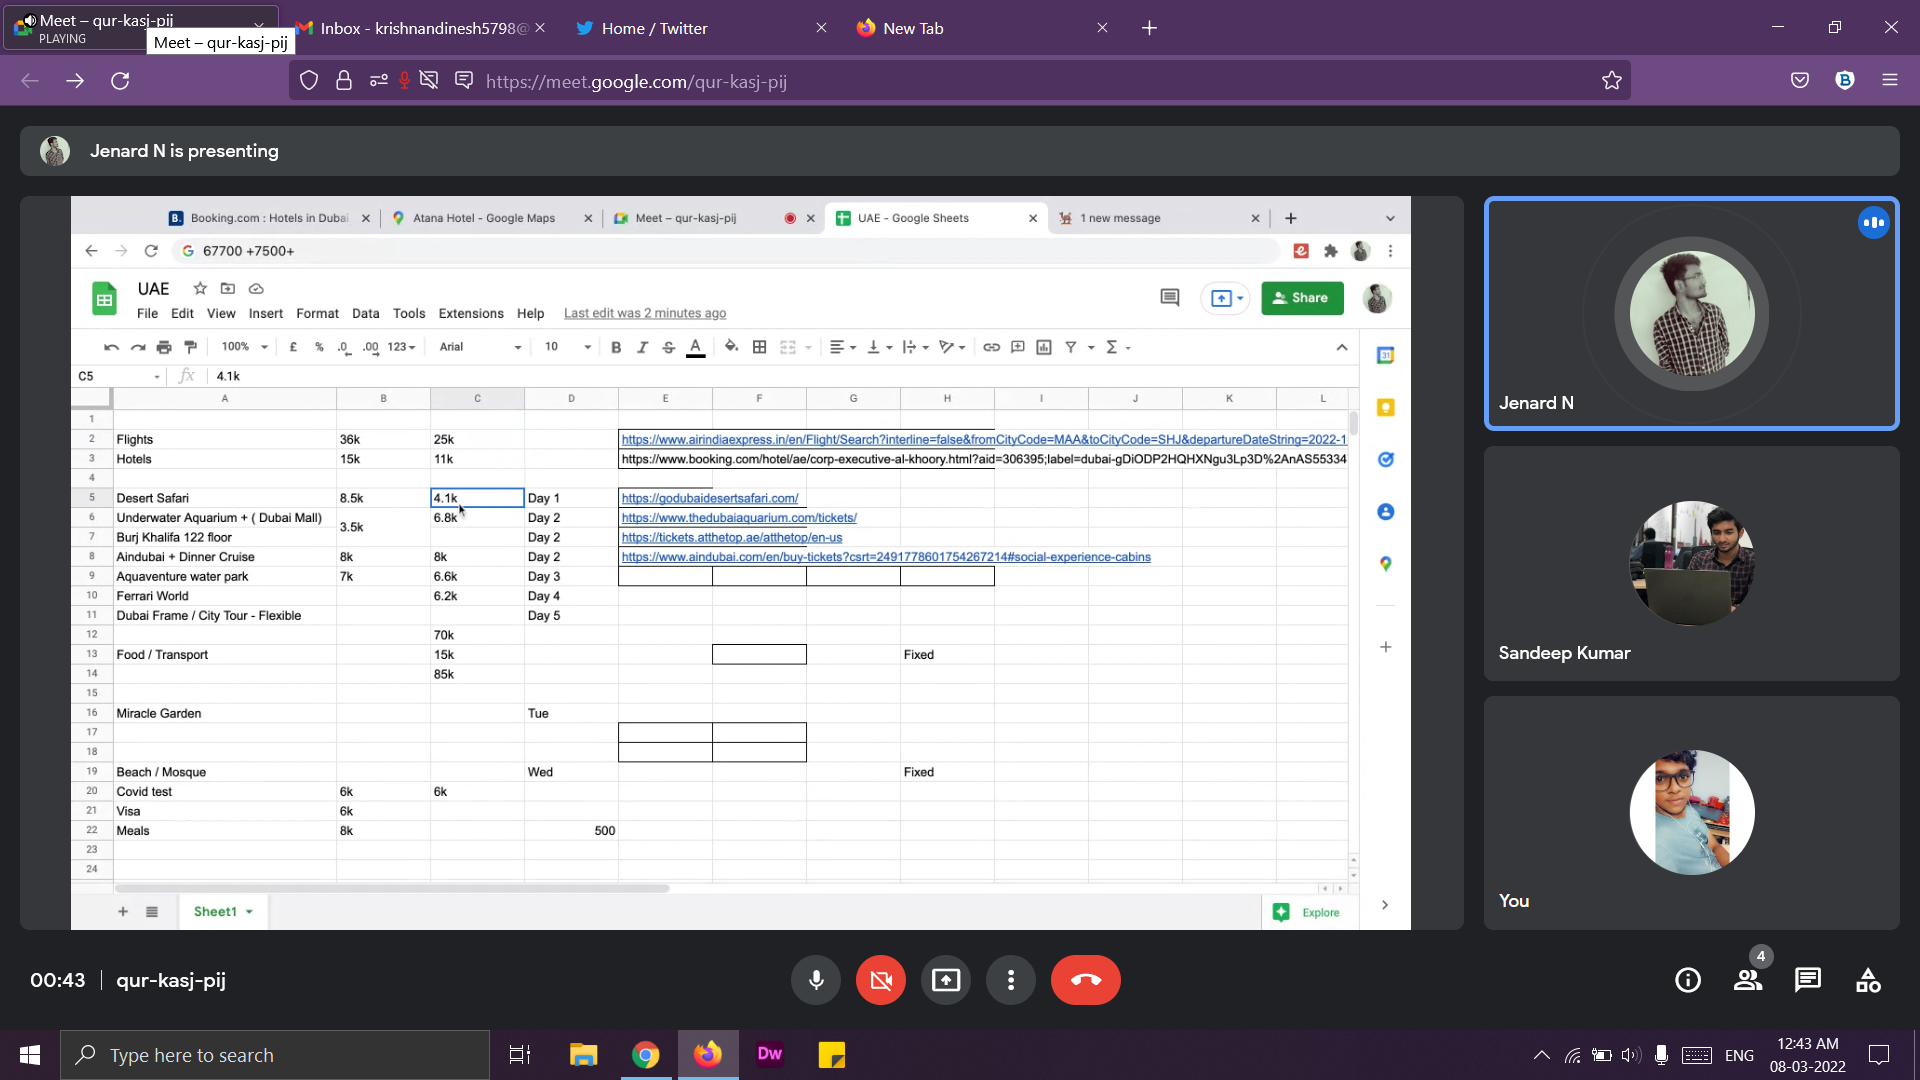 Meet – qur-kasj-pij
PLAYING
Meet – qur-kasj-pij
Inbox - krishnandinesh5798@
Home / Twitter
New Tab
https://meet.google.com/qur-kasj-pij
Jenard N is presenting
Booking.com : Hotels in Dubai
Atana Hotel - Google Maps
Meet – qur-kasj-pij
UAE - Google Sheets
1 new message
67700 +7500+
UAE
File Edit View Insert Format Data Tools Extensions Help Last edit was 2 minutes ago
Share
100% £ % .0 .00 123 Arial 10 B I S A
C5 fx 4.1k
A B C D E F G H I J K L
1
2 Flights 36k 25k https://www.airindiaexpress.in/en/Flight/Search?interline=false&fromCityCode=MAA&toCityCode=SHJ&departureDateString=2022-1
3 Hotels 15k 11k https://www.booking.com/hotel/ae/corp-executive-al-khoory.html?aid=306395;label=dubai-gDiODP2HQHXNgu3Lp3D%2AnAS55334
4
5 Desert Safari 8.5k 4.1k Day 1 https://godubaidesertsafari.com/
6 Underwater Aquarium + ( Dubai Mall) 3.5k 6.8k Day 2 https://www.thedubaiaquarium.com/tickets/
7 Burj Khalifa 122 floor Day 2 https://tickets.atthetop.ae/atthetop/en-us
8 Aindubai + Dinner Cruise 8k 8k Day 2 https://www.aindubai.com/en/buy-tickets?csrt=2491778601754267214#social-experience-cabins
9 Aquaventure water park 7k 6.6k Day 3
10 Ferrari World 6.2k Day 4
11 Dubai Frame / City Tour - Flexible Day 5
12 70k
13 Food / Transport 15k Fixed
14 85k
15
16 Miracle Garden Tue
17
18
19 Beach / Mosque Wed Fixed
20 Covid test 6k 6k
21 Visa 6k
22 Meals 8k 500
23
24
Sheet1
Explore
Jenard N
Sandeep Kumar
You
00:43 | qur-kasj-pij
4
Type here to search
Dw
ENG
12:43 AM
08-03-2022